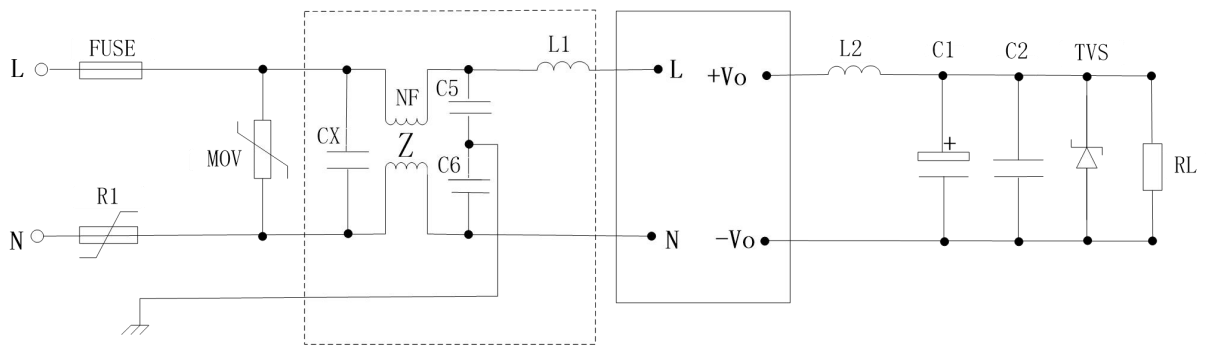 FUSE
L1
L2
C1
C2
TVS
L
L
+Vo
C5
NF
CX
Z
MOV
+
C6
RL
R1
N
N
-Vo